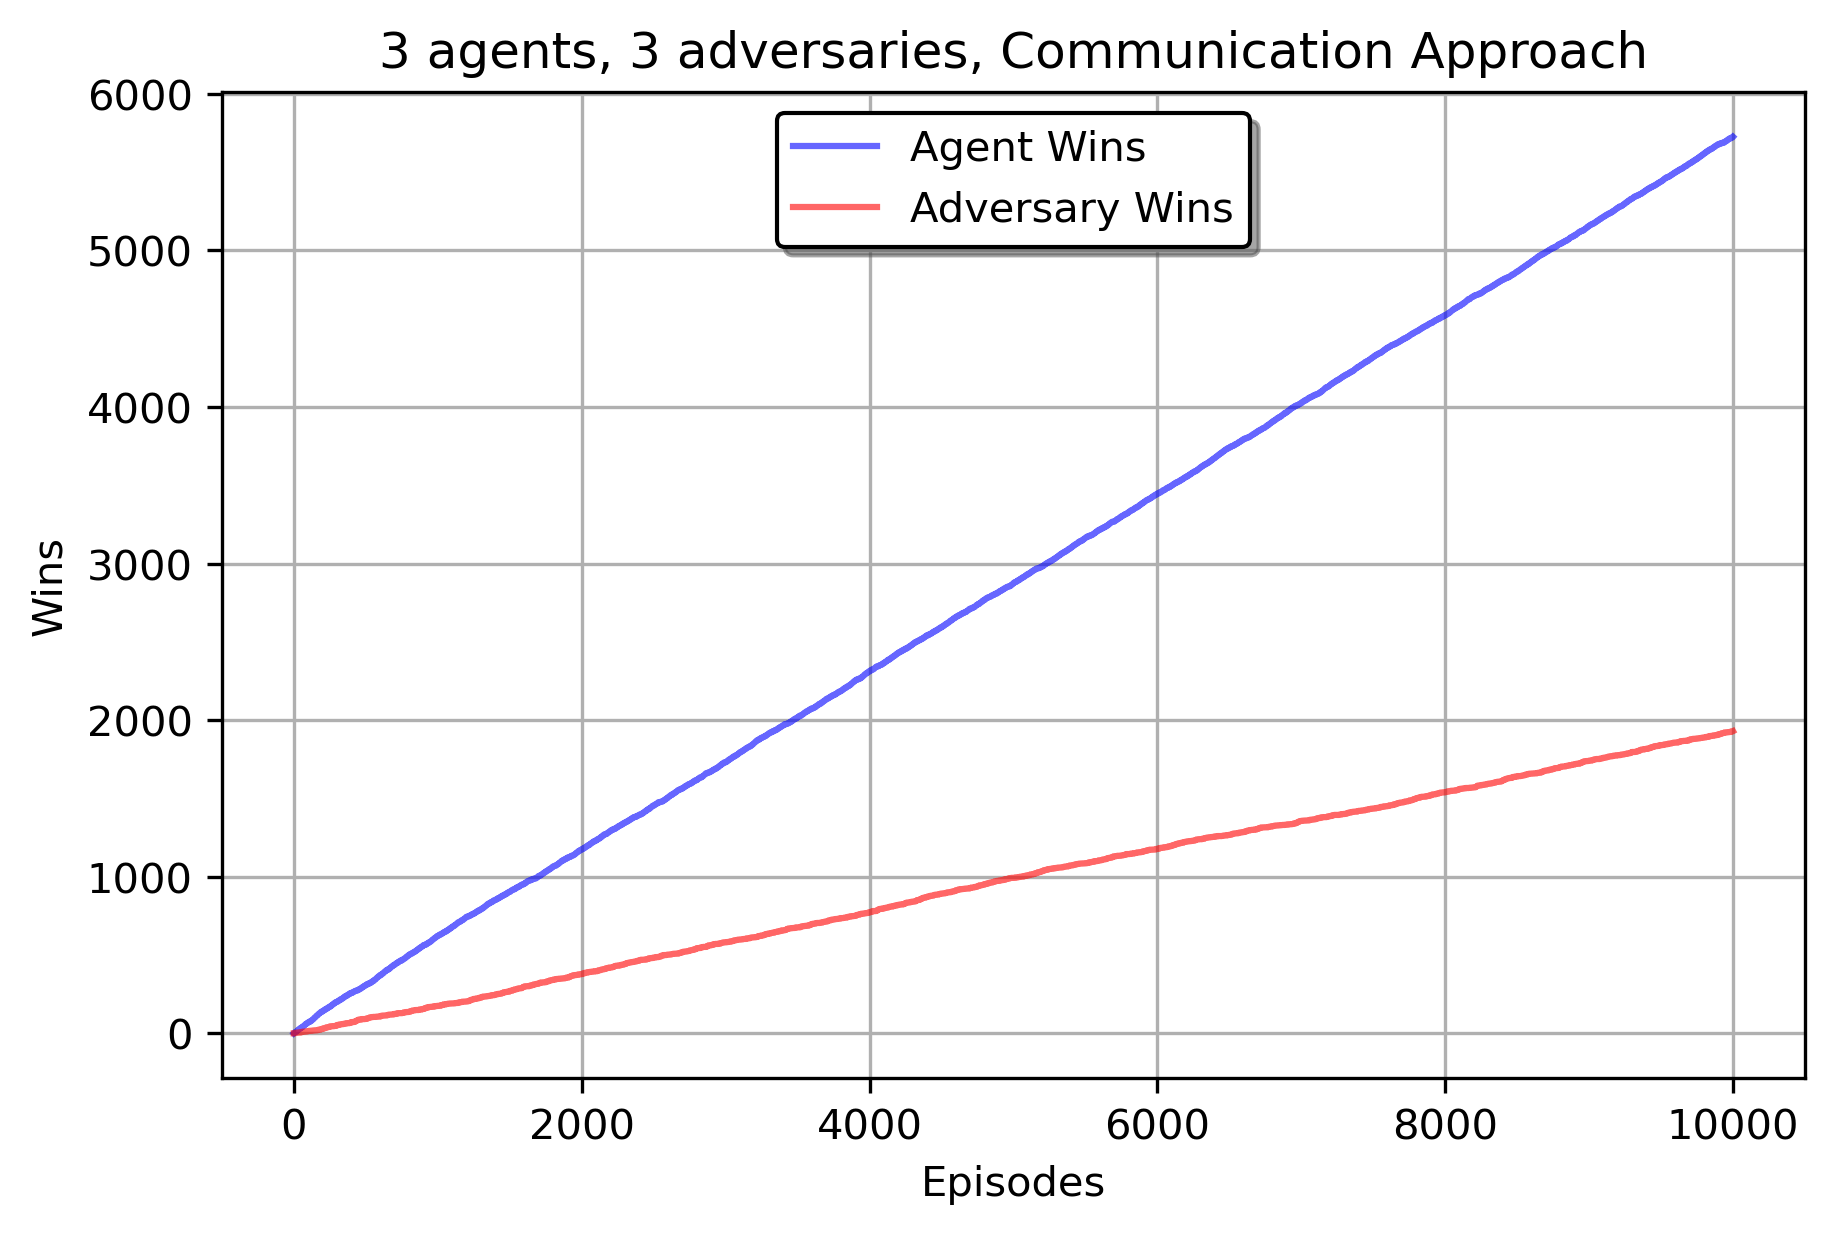 3 agents, 3 adversaries, Communication Approach
6000
5000
4000
3000
2000
1000
0
Wins
Agent Wins
Adversary Wins
0 2000 4000 6000 8000 10000
Episodes